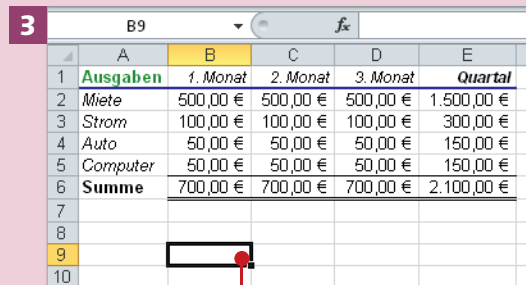 3
B9 fx
A B C D E
1 Ausgaben 1. Monat 2. Monat 3. Monat Quartal
2 Miete 500,00 € 500,00 € 500,00 € 1.500,00 €
3 Strom 100,00 € 100,00 € 100,00 € 300,00 €
4 Auto 50,00 € 50,00 € 50,00 € 150,00 €
5 Computer 50,00 € 50,00 € 50,00 € 150,00 €
6 Summe 700,00 € 700,00 € 700,00 € 2.100,00 €
7
8
9
10